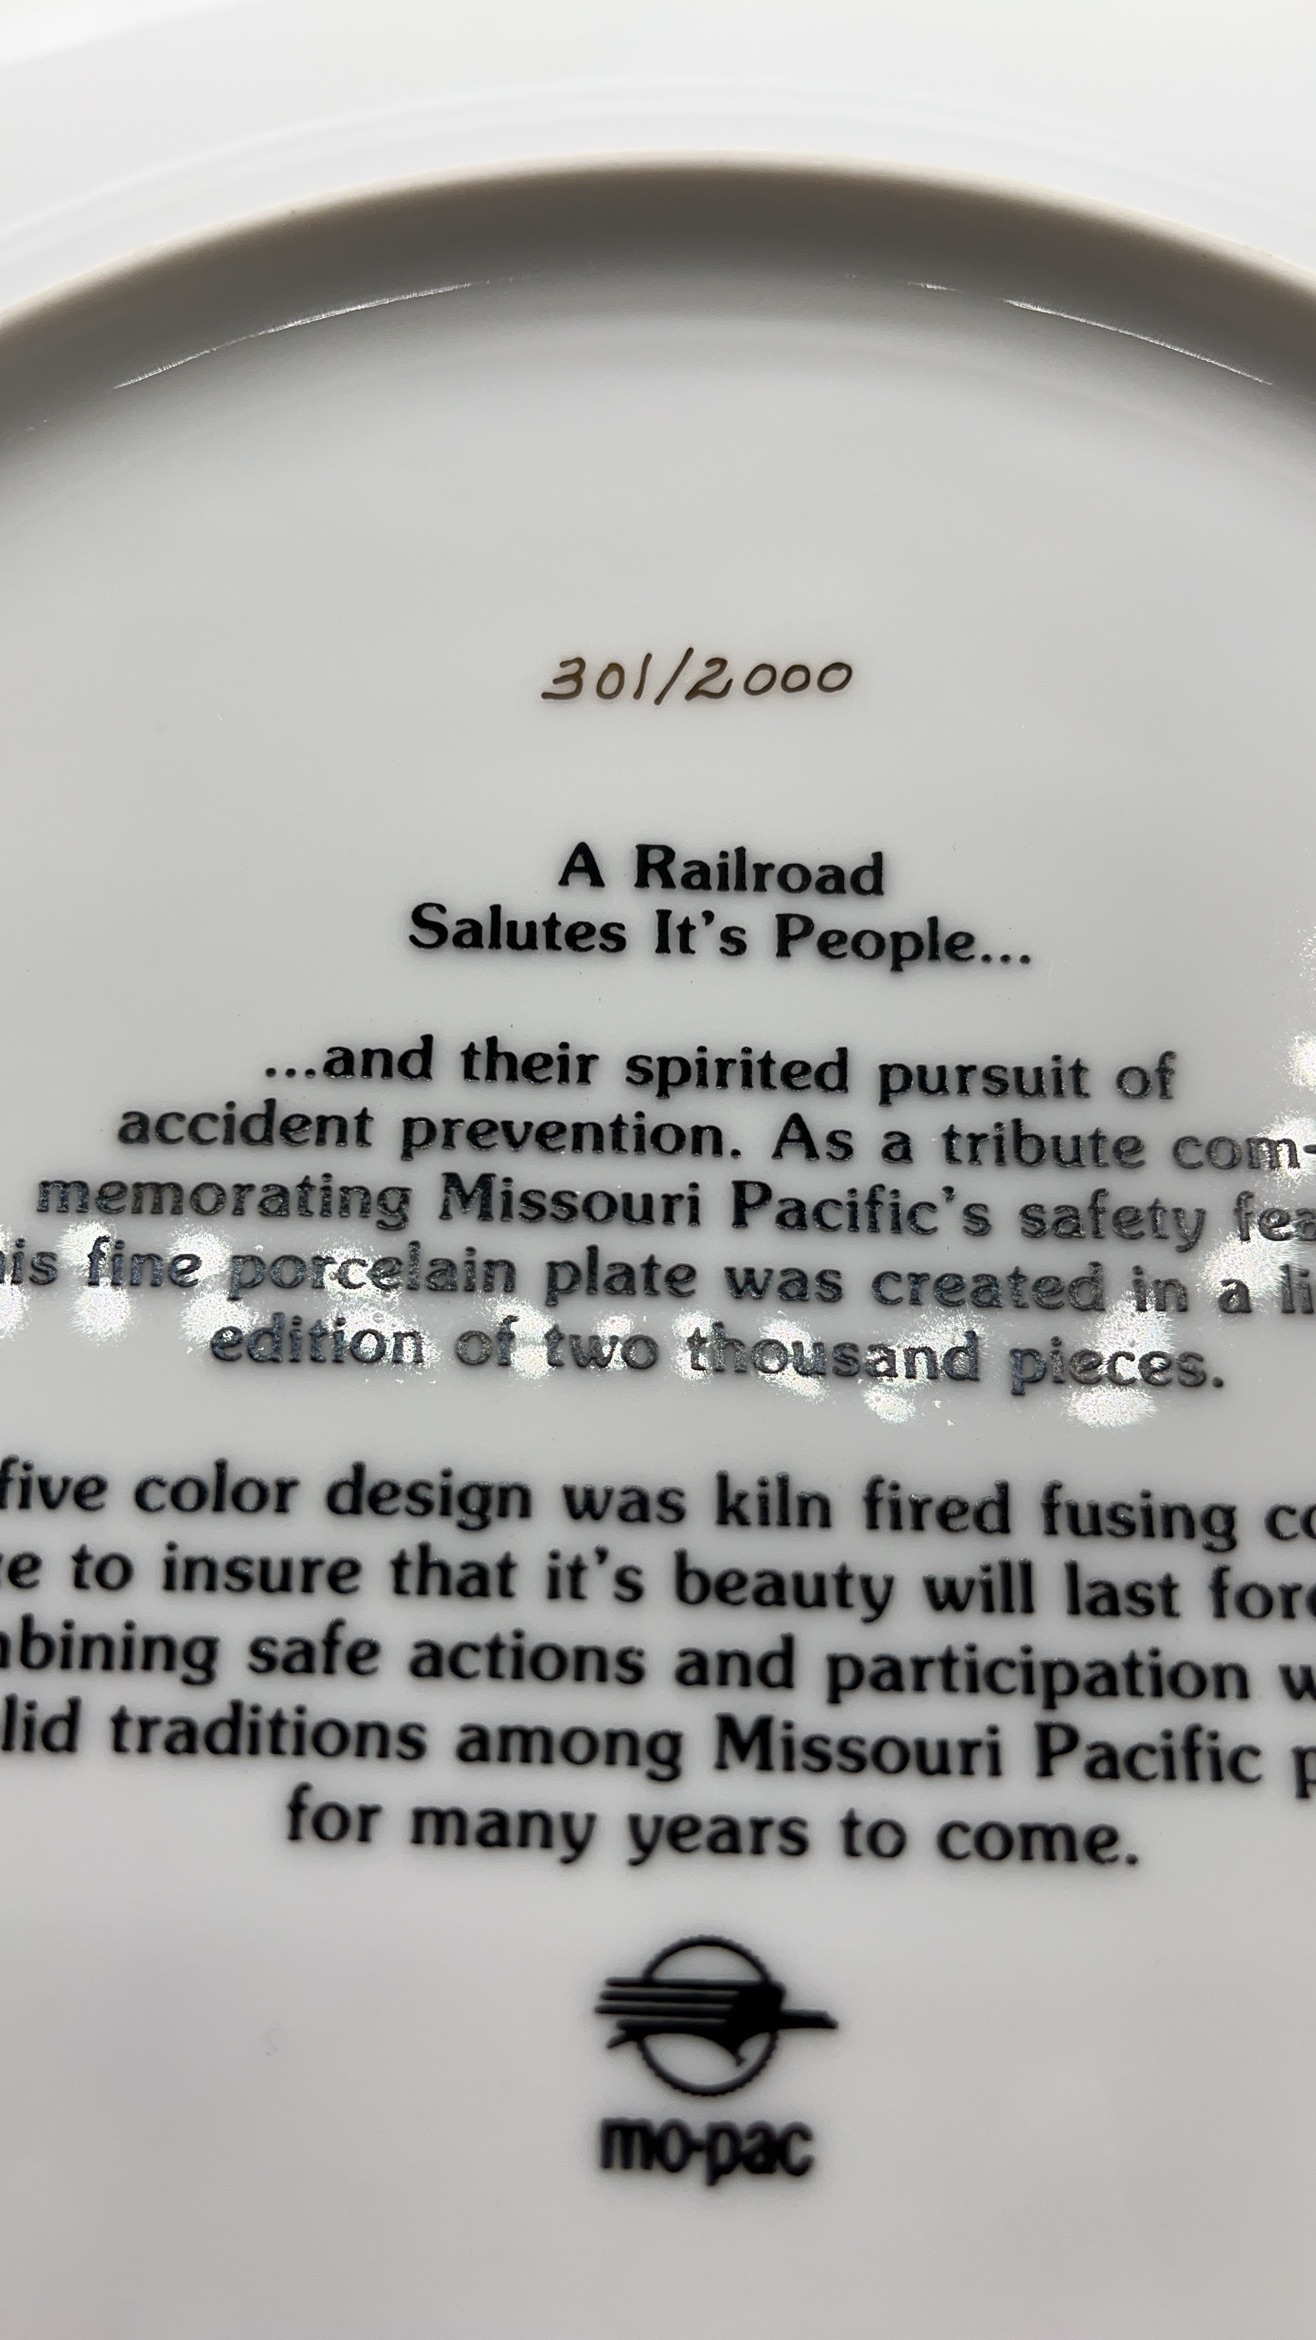 301/2000
A Railroad
Salutes It's People...
...and their spirited pursuit of
accident prevention. As a tribute com-
memorating Missouri Pacific's safety
fine porcelain plate was created in a
edition of two thousand pieces.
five color design was kiln fired fusing
to insure that it's beauty will last
safe actions and participation
traditions among Missouri Pacific
for many years to come.
mo-pac